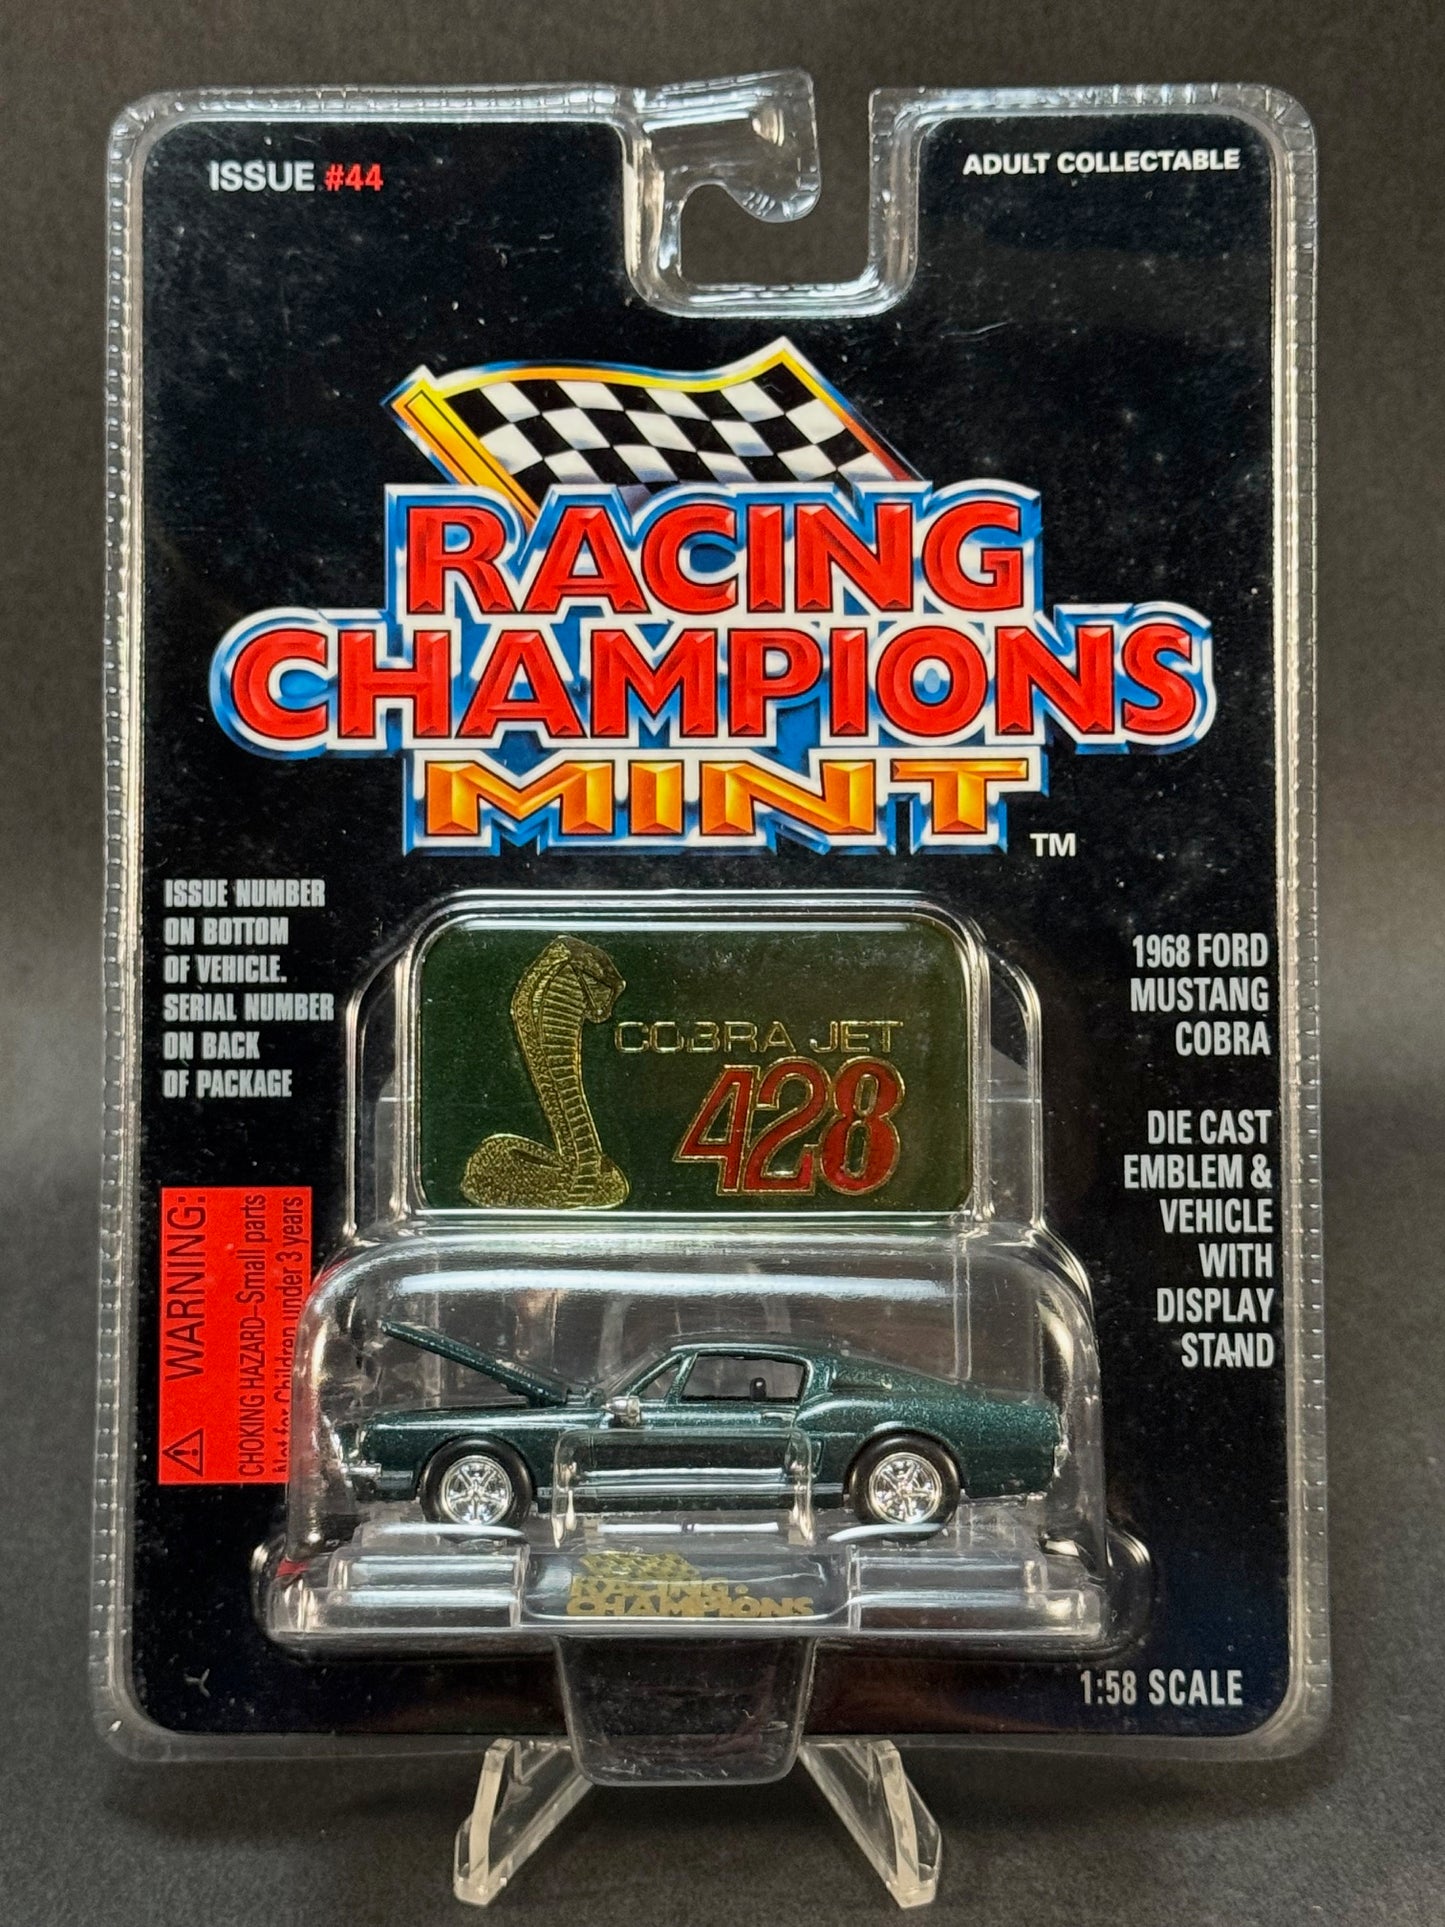 ISSUE #44
ADULT COLLECTABLE
RACING
CHAMPIONS
MINT
TM
ISSUE NUMBER
ON BOTTOM
OF VEHICLE.
SERIAL NUMBER
ON BACK
OF PACKAGE
COBRA JET
428
1968 FORD
MUSTANG
COBRA
DIE CAST
EMBLEM &
VEHICLE
WITH
DISPLAY
STAND
WARNING:
CHOKING HAZARD–Small parts
Not for Children under 3 years
RACING
CHAMPIONS
1:58 SCALE